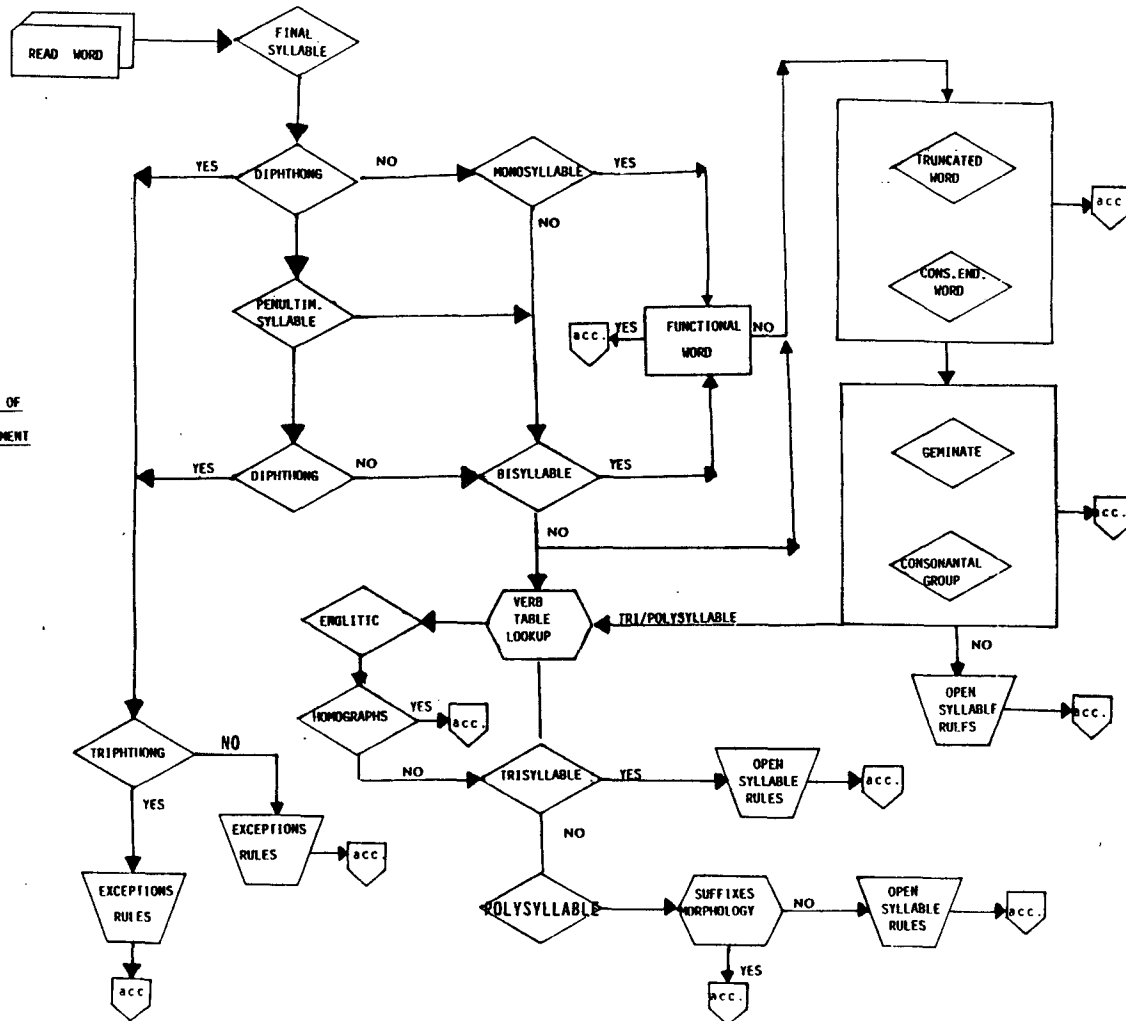 READ WORD
FINAL
SYLLABLE
YES
DIPHTHONG
NO
MONOSYLLABLE
YES
NO
TRUNCATED
WORD
acc
CONS.END.
WORD
PENULTIM.
SYLLABLE
acc.
YES
FUNCTIONAL
WORD
NO
OF
MENT
YES
DIPHTHONG
NO
BISYLLABLE
YES
NO
GEMINATE
acc.
CONSONANTAL
GROUP
ENGLITIC
VERB
TABLE
LOOKUP
TRI/POLYSYLLABLE
NO
OPEN
SYLLABLE
RULFS
acc.
HOMOGRAPHS
YES
acc.
NO
TRIPHTHONG
NO
YES
TRISYLLABLE
YES
OPEN
SYLLABLE
RULES
acc.
NO
EXCEPTIONS
RULES
acc.
EXCEPTIONS
RULES
acc
POLYSYLLABLE
SUFFIXES
MORPHOLOGY
NO
OPEN
SYLLABLE
RULES
acc.
YES
acc.